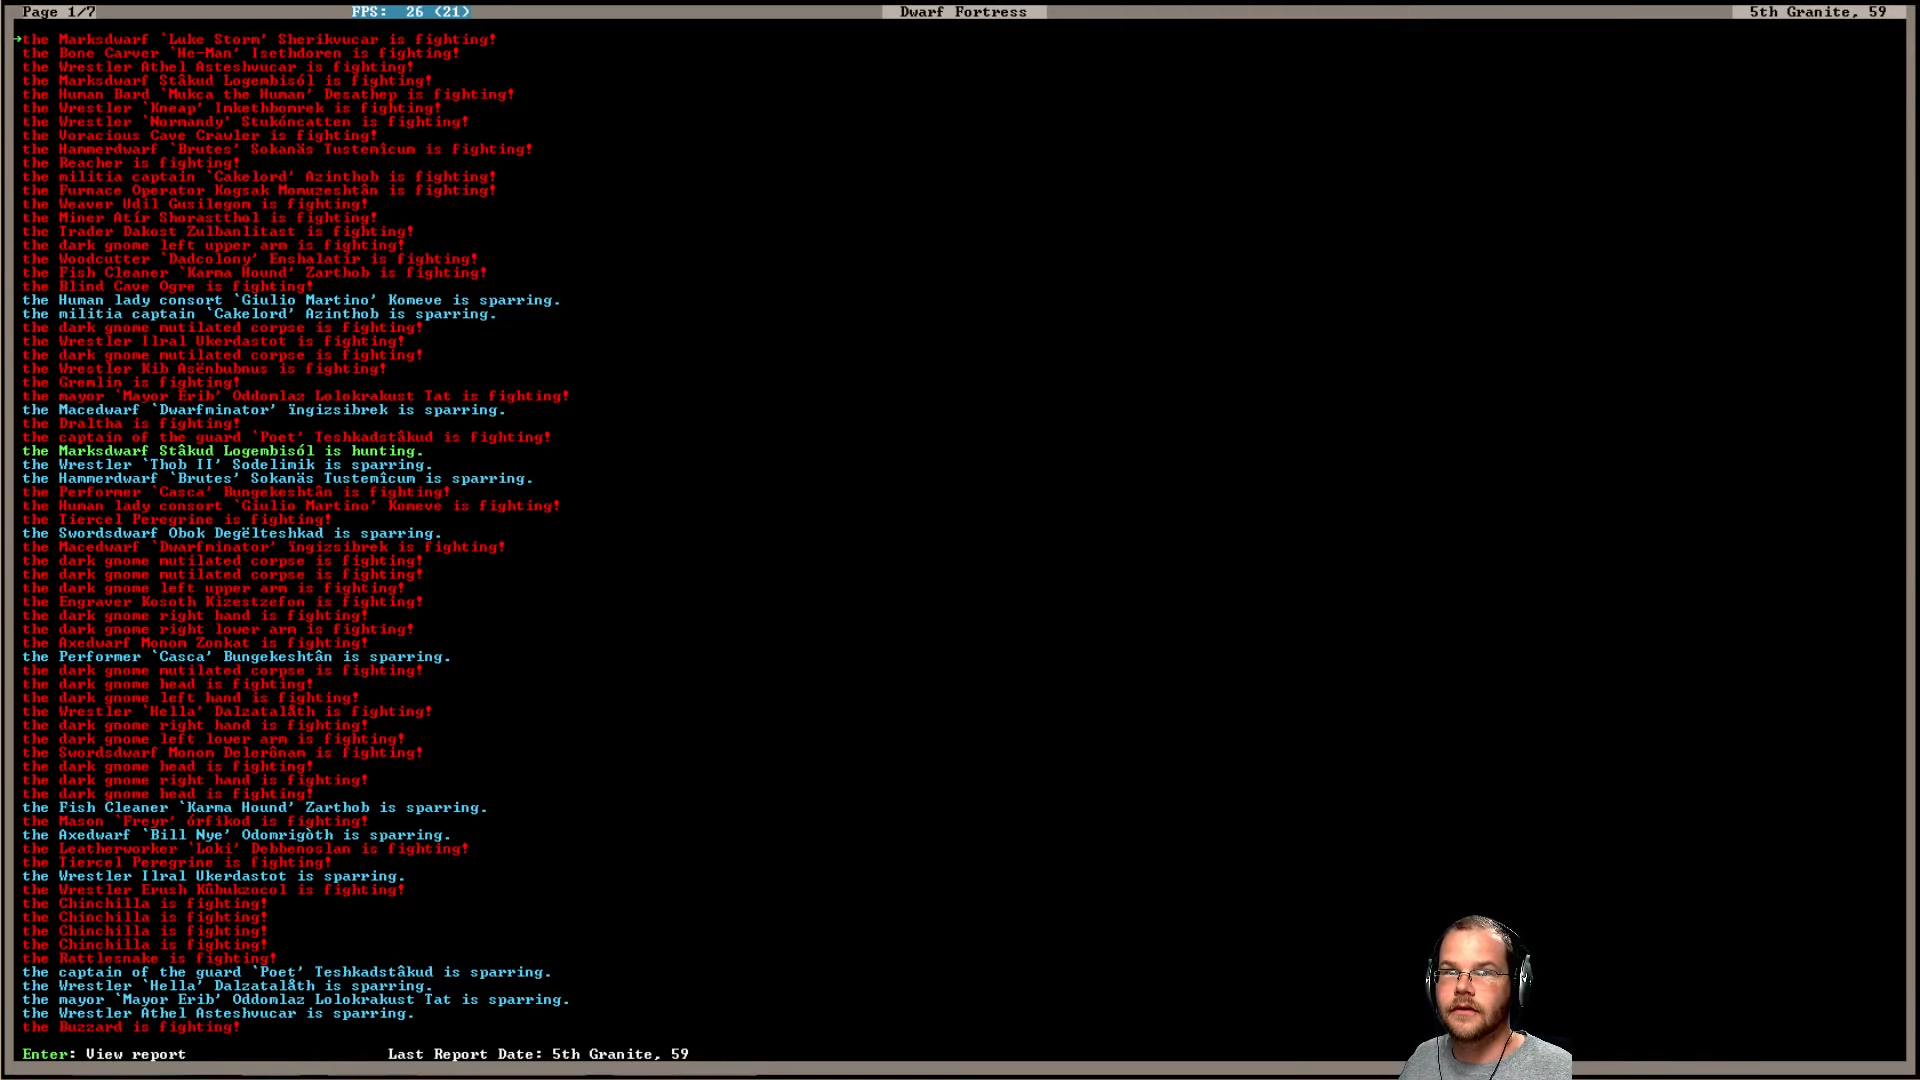 Page 1/7 FPS: 26 (21) Dwarf Fortress 5th Granite, 59
→the Marksdwarf `Luke Storm' Sherikvucar is fighting!
the Bone Carver `He-Man' Isethdoren is fighting!
the Wrestler Athel Asteshvucar is fighting!
the Marksdwarf Stâkud Logembisól is fighting!
the Human Bard `Mukca the Human' Desathep is fighting!
the Wrestler `Kneap' Imkethbomrek is fighting!
the Wrestler `Normandy' Stukóncatten is fighting!
the Voracious Cave Crawler is fighting!
the Hammerdwarf `Brutes' Sokanäs Tustemîcum is fighting!
the Reacher is fighting!
the militia captain `Cakelord' Azinthob is fighting!
the Furnace Operator Kogsak Momuzeshtân is fighting!
the Weaver Udil Gusilegom is fighting!
the Miner Atír Shorastthol is fighting!
the Trader Dakost Zulbanlitast is fighting!
the dark gnome left upper arm is fighting!
the Woodcutter `Dadcolony' Enshalatír is fighting!
the Fish Cleaner `Karma Hound' Zarthob is fighting!
the Blind Cave Ogre is fighting!
the Human lady consort `Giulio Martino' Komeve is sparring.
the militia captain `Cakelord' Azinthob is sparring.
the dark gnome mutilated corpse is fighting!
the Wrestler Ilral Ukerdastot is fighting!
the dark gnome mutilated corpse is fighting!
the Wrestler Kib Asënbubnus is fighting!
the Gremlin is fighting!
the mayor `Mayor Erib' Oddomlaz Lolokrakust Tat is fighting!
the Macedwarf `Dwarfminator' ïngizsibrek is sparring.
the Draltha is fighting!
the captain of the guard `Poet' Teshkadstâkud is fighting!
the Marksdwarf Stâkud Logembisól is hunting.
the Wrestler `Thob II' Sodelimik is sparring.
the Hammerdwarf `Brutes' Sokanäs Tustemîcum is sparring.
the Performer `Casca' Bungekeshtân is fighting!
the Human lady consort `Giulio Martino' Komeve is fighting!
the Tiercel Peregrine is fighting!
the Swordsdwarf Obok Degëlteshkad is sparring.
the Macedwarf `Dwarfminator' ïngizsibrek is fighting!
the dark gnome mutilated corpse is fighting!
the dark gnome mutilated corpse is fighting!
the dark gnome left upper arm is fighting!
the Engraver Kosoth Kizestzefon is fighting!
the dark gnome right hand is fighting!
the dark gnome right lower arm is fighting!
the Axedwarf Monom Zonkat is fighting!
the Performer `Casca' Bungekeshtân is sparring.
the dark gnome mutilated corpse is fighting!
the dark gnome head is fighting!
the dark gnome left hand is fighting!
the Wrestler `Hella' Dalzatalåth is fighting!
the dark gnome right hand is fighting!
the dark gnome left lower arm is fighting!
the Swordsdwarf Monom Delerônam is fighting!
the dark gnome head is fighting!
the dark gnome right hand is fighting!
the dark gnome head is fighting!
the Fish Cleaner `Karma Hound' Zarthob is sparring.
the Mason `Freyr' órfikod is fighting!
the Axedwarf `Bill Nye' Odomrigòth is sparring.
the Leatherworker `Loki' Debbenoslan is fighting!
the Tiercel Peregrine is fighting!
the Wrestler Ilral Ukerdastot is sparring.
the Wrestler Erush Kûbukzocol is fighting!
the Chinchilla is fighting!
the Chinchilla is fighting!
the Chinchilla is fighting!
the Chinchilla is fighting!
the Rattlesnake is fighting!
the captain of the guard `Poet' Teshkadstâkud is sparring.
the Wrestler `Hella' Dalzatalåth is sparring.
the mayor `Mayor Erib' Oddomlaz Lolokrakust Tat is sparring.
the Wrestler Athel Asteshvucar is sparring.
the Buzzard is fighting!
Enter: View report Last Report Date: 5th Granite, 59